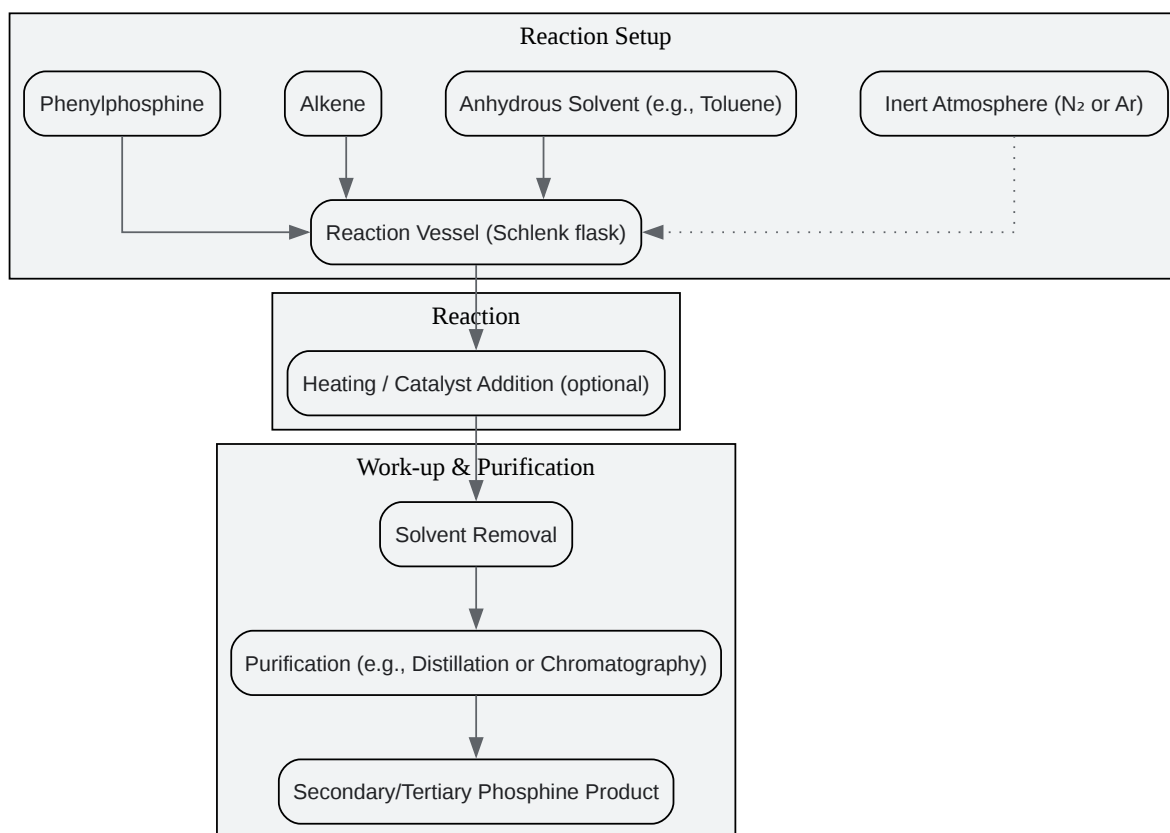 Reaction Setup
Phenylphosphine
Alkene
Anhydrous Solvent (e.g., Toluene)
Inert Atmosphere (N₂ or Ar)
Reaction Vessel (Schlenk flask)
Reaction
Heating / Catalyst Addition (optional)
Work-up & Purification
Solvent Removal
Purification (e.g., Distillation or Chromatography)
Secondary/Tertiary Phosphine Product